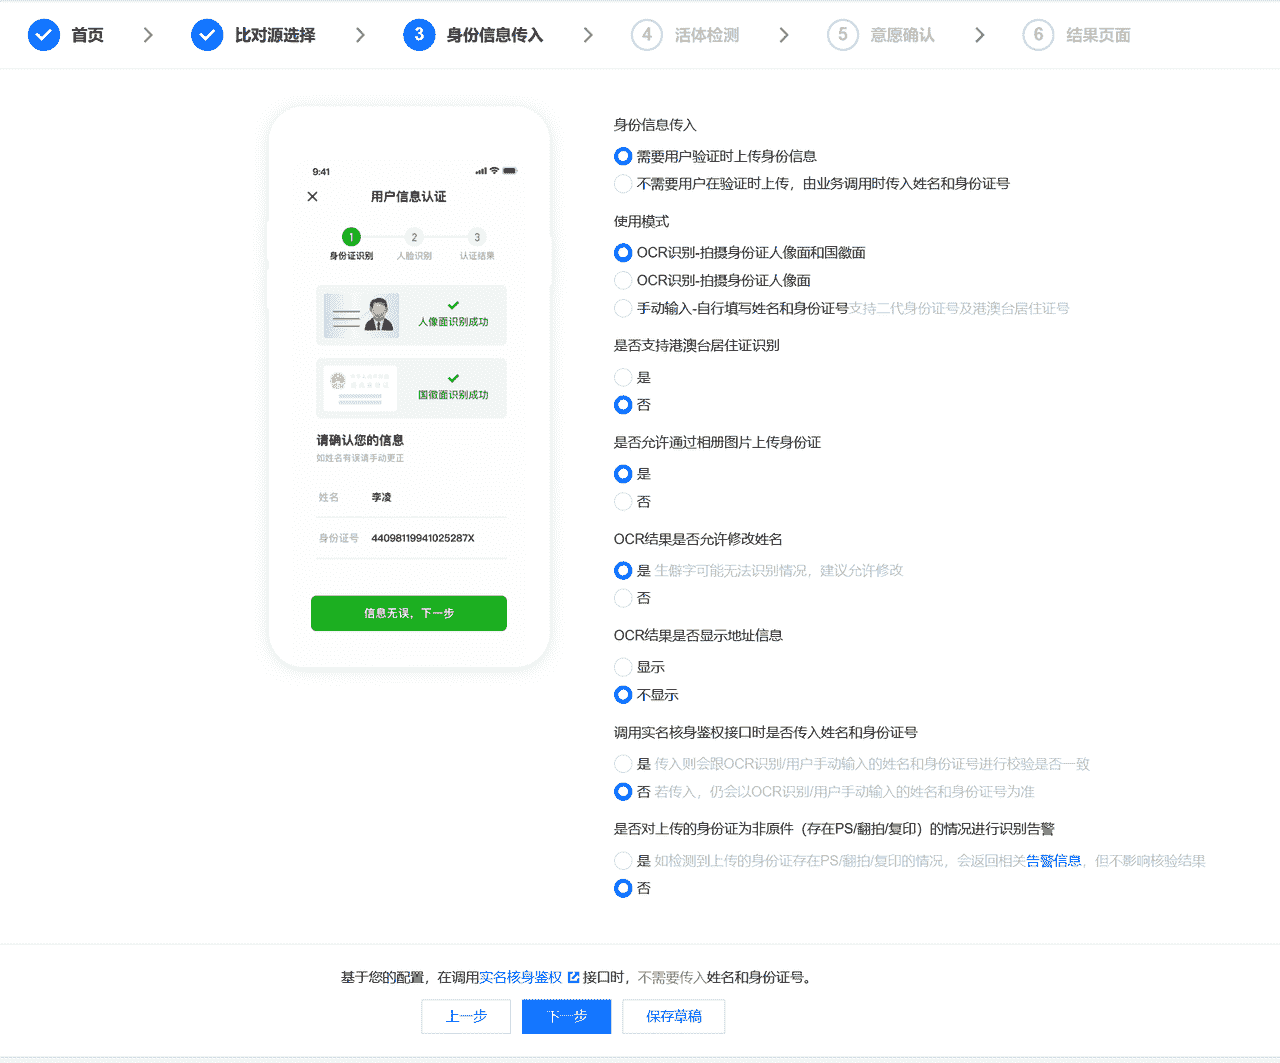 首页
比对源选择
3 身份信息传入
4 活体检测
5 意愿确认
6 结果页面
9:41
用户信息认证
1 2 3
身份证识别 人脸识别 认证结果
人像面识别成功
国徽面识别成功
请确认您的信息
如姓名有误请手动更正
姓名 李凌
身份证号 44098119941025287X
信息无误，下一步
身份信息传入
需要用户验证时上传身份信息
不需要用户在验证时上传，由业务调用时传入姓名和身份证号
使用模式
OCR识别-拍摄身份证人像面和国徽面
OCR识别-拍摄身份证人像面
手动输入-自行填写姓名和身份证号支持二代身份证号及港澳台居住证号
是否支持港澳台居住证识别
是
否
是否允许通过相册图片上传身份证
是
否
OCR结果是否允许修改姓名
是 生僻字可能无法识别情况，建议允许修改
否
OCR结果是否显示地址信息
显示
不显示
调用实名核身鉴权接口时是否传入姓名和身份证号
是 传入则会跟OCR识别/用户手动输入的姓名和身份证号进行校验是否一致
否 若传入，仍会以OCR识别/用户手动输入的姓名和身份证号为准
是否对上传的身份证为非原件（存在PS/翻拍/复印）的情况进行识别告警
是 如检测到上传的身份证存在PS/翻拍/复印的情况，会返回相关告警信息，但不影响核验结果
否
基于您的配置，在调用实名核身鉴权 接口时，不需要传入姓名和身份证号。
上一步
下一步
保存草稿